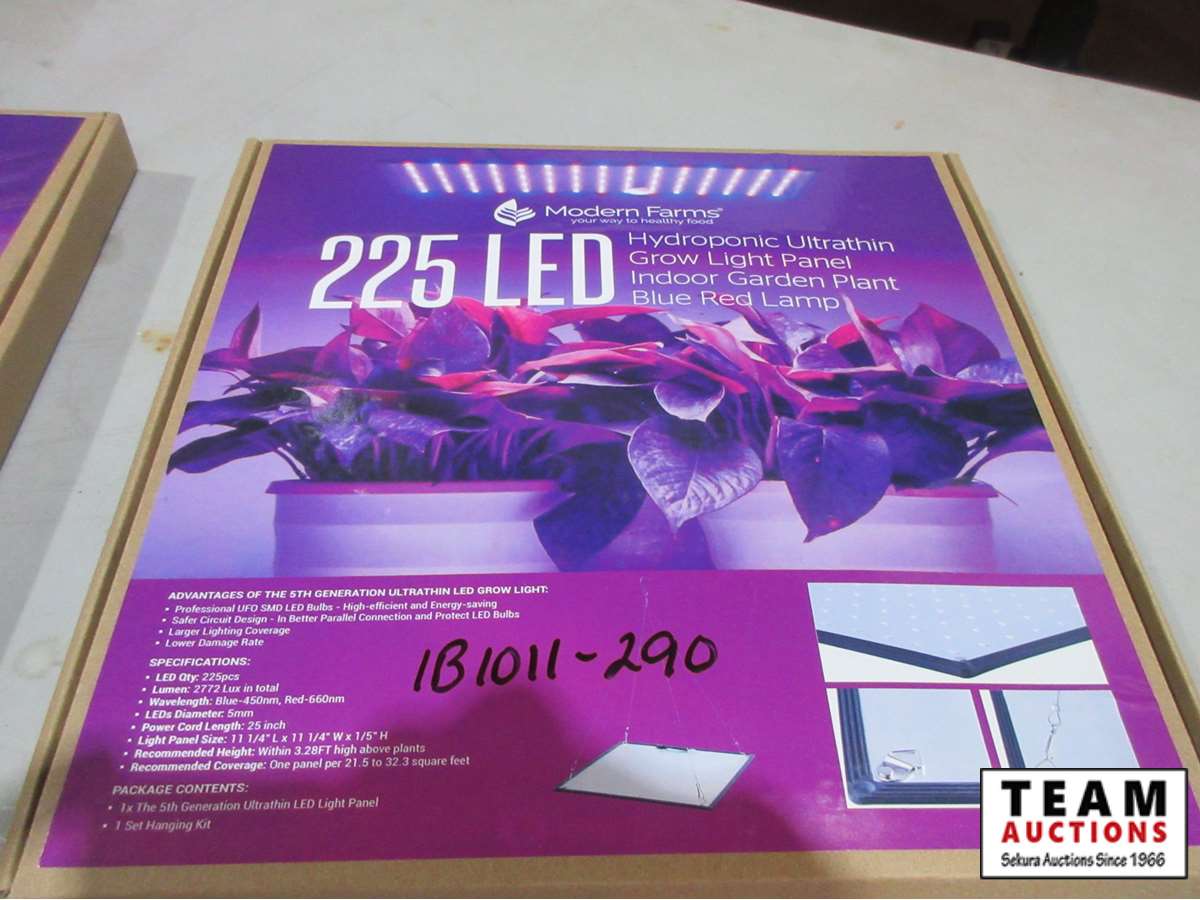 Modern Farms
your way to healthy food
225 LED
Hydroponic Ultrathin
Grow Light Panel
Indoor Garden Plant
Blue Red Lamp
ADVANTAGES OF THE 5TH GENERATION ULTRATHIN LED GROW LIGHT:
• Professional UFO SMD LED Bulbs - High-efficient and Energy-saving
• Safer Circuit Design - In Better Parallel Connection and Protect LED Bulbs
• Larger Lighting Coverage
• Lower Damage Rate
SPECIFICATIONS:
• LED Qty: 225pcs
• Lumen: 2772 Lux in total
• Wavelength: Blue-450nm, Red-660nm
• LEDs Diameter: 5mm
• Power Cord Length: 25 inch
• Light Panel Size: 11 1/4" L x 11 1/4" W x 1/5" H
• Recommended Height: Within 3.28FT high above plants
• Recommended Coverage: One panel per 21.5 to 32.3 square feet
PACKAGE CONTENTS:
• 1x The 5th Generation Ultrathin LED Light Panel
• 1 Set Hanging Kit
1B1011-290
TEAM
AUCTIONS
Sekura Auctions Since 1966